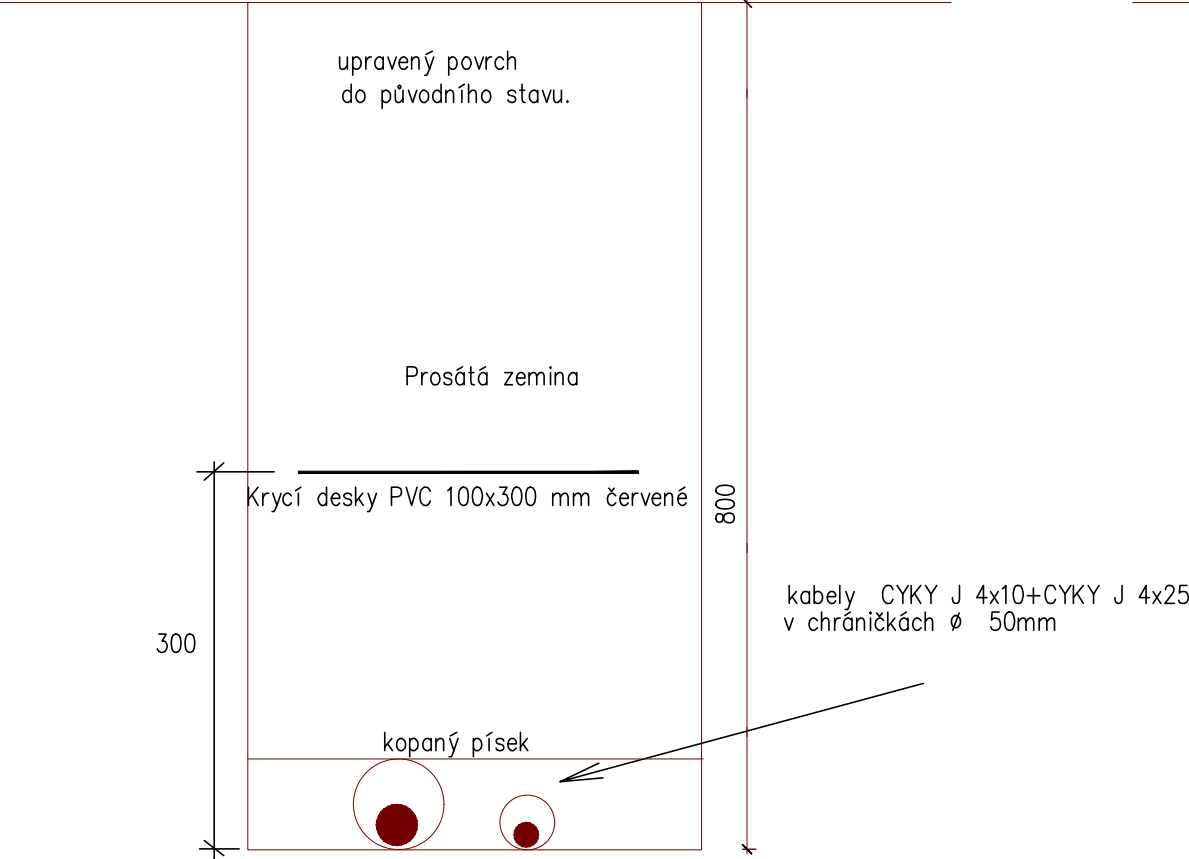 upravený povrch
do původního stavu.
Prosátá zemina
Krycí desky PVC 100x300 mm červené
800
kabely CYKY J 4x10+CYKY J 4x25
v chráničkách ø 50mm
300
kopaný písek